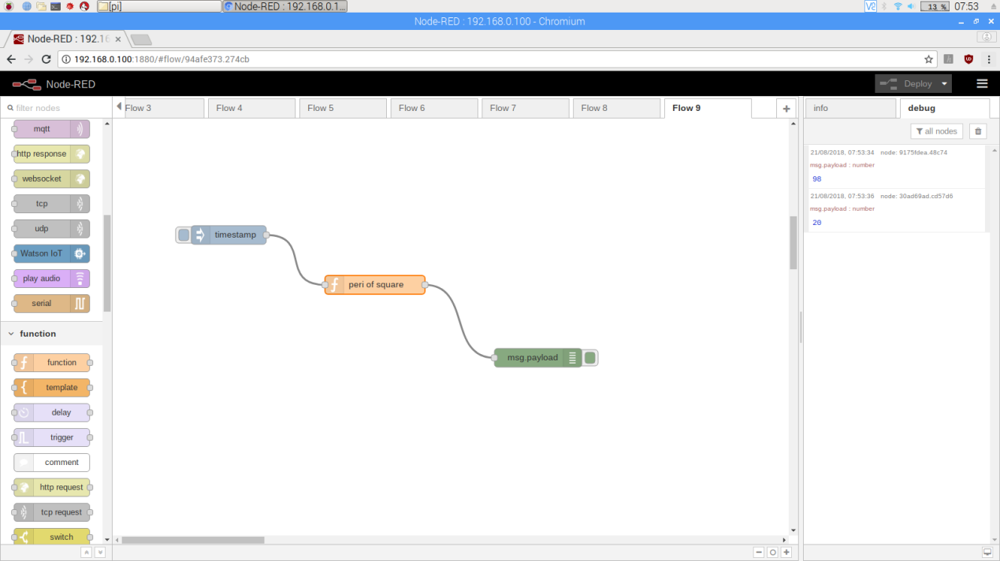 [pi]
Node-RED : 192.168.0.1...
13 %
07:53
Node-RED : 192.168.0.100 - Chromium
Node-RED : 192.16
192.168.0.100:1880/#flow/94afe373.274cb
Node-RED
Deploy
filter nodes
Flow 3
Flow 4
Flow 5
Flow 6
Flow 7
Flow 8
Flow 9
info
debug
all nodes
mqtt
http response
websocket
tcp
udp
Watson IoT
play audio
serial
function
function
template
delay
trigger
comment
http request
tcp request
switch
timestamp
peri of square
msg.payload
21/08/2018, 07:53:34 node: 9175fdea.48c74
msg.payload : number
98
21/08/2018, 07:53:36 node: 30ad69ad.cd57d6
msg.payload : number
20